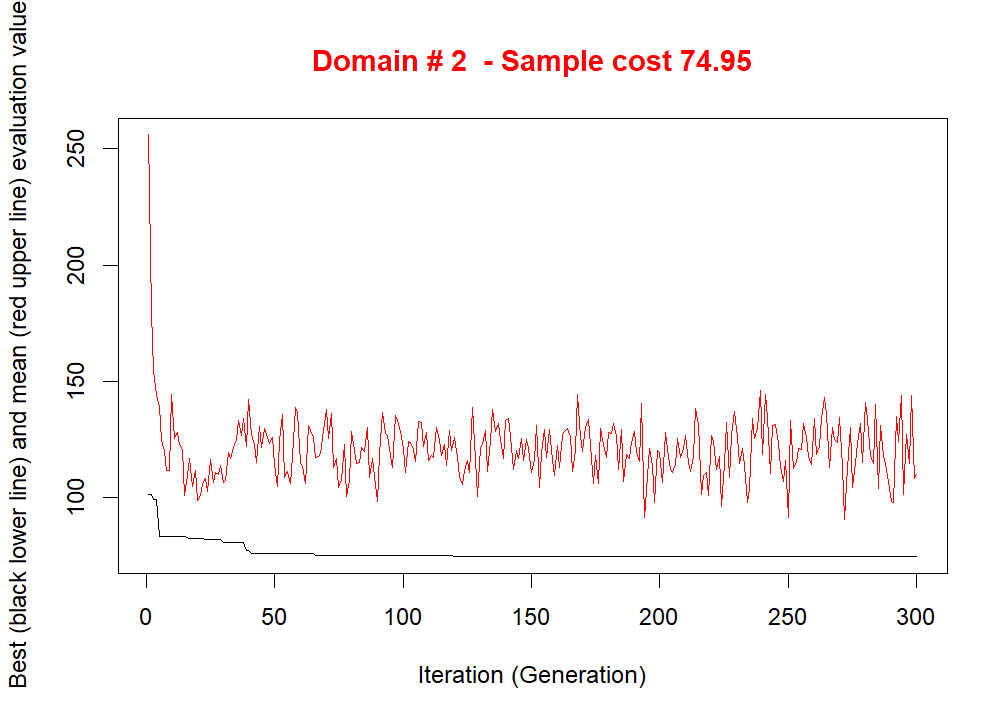 Domain # 2  - Sample cost 74.95
Best (black lower line) and mean (red upper line) evaluation value
250
200
150
100
0 50 100 150 200 250 300
Iteration (Generation)